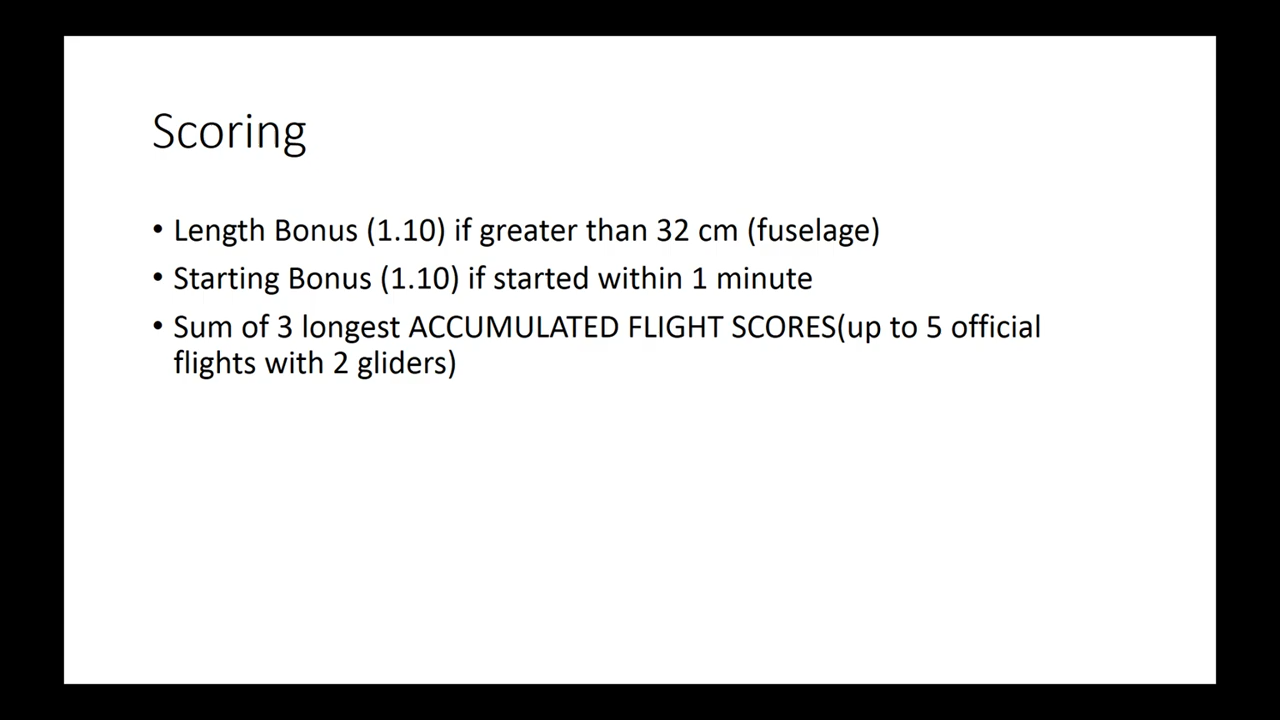 Scoring
• Length Bonus (1.10) if greater than 32 cm (fuselage)
• Starting Bonus (1.10) if started within 1 minute
• Sum of 3 longest ACCUMULATED FLIGHT SCORES(up to 5 official
flights with 2 gliders)